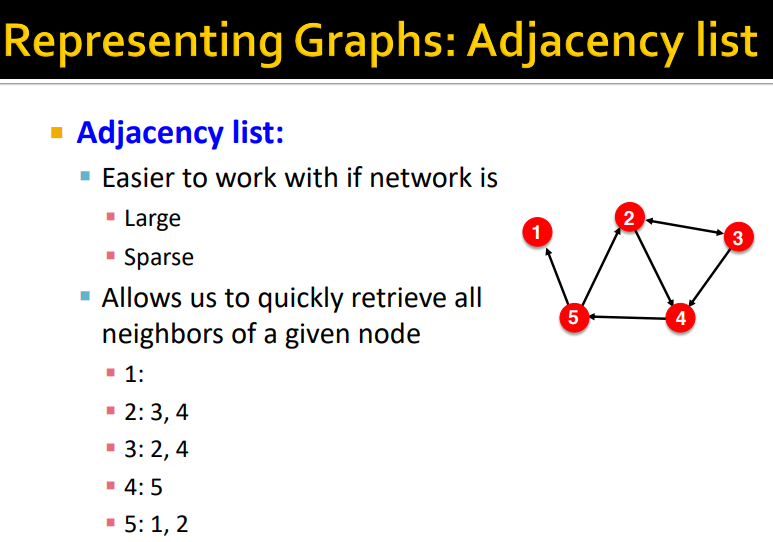 Representing Graphs: Adjacency list
Adjacency list:
Easier to work with if network is
Large
Sparse
Allows us to quickly retrieve all
neighbors of a given node
1:
2: 3, 4
3: 2, 4
4: 5
5: 1, 2
1
2
3
5
4